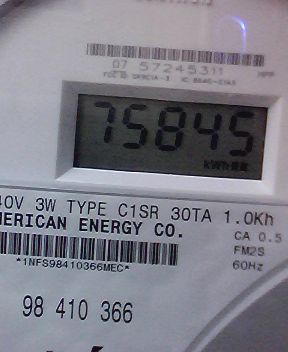 07 57245311
75845
kWh
40V 3W TYPE C1SR 30TA 1.0Kh
MERICAN ENERGY CO.
CA 0.5
FM2S
60Hz
*1NFS98410366MEC*
98 410 366